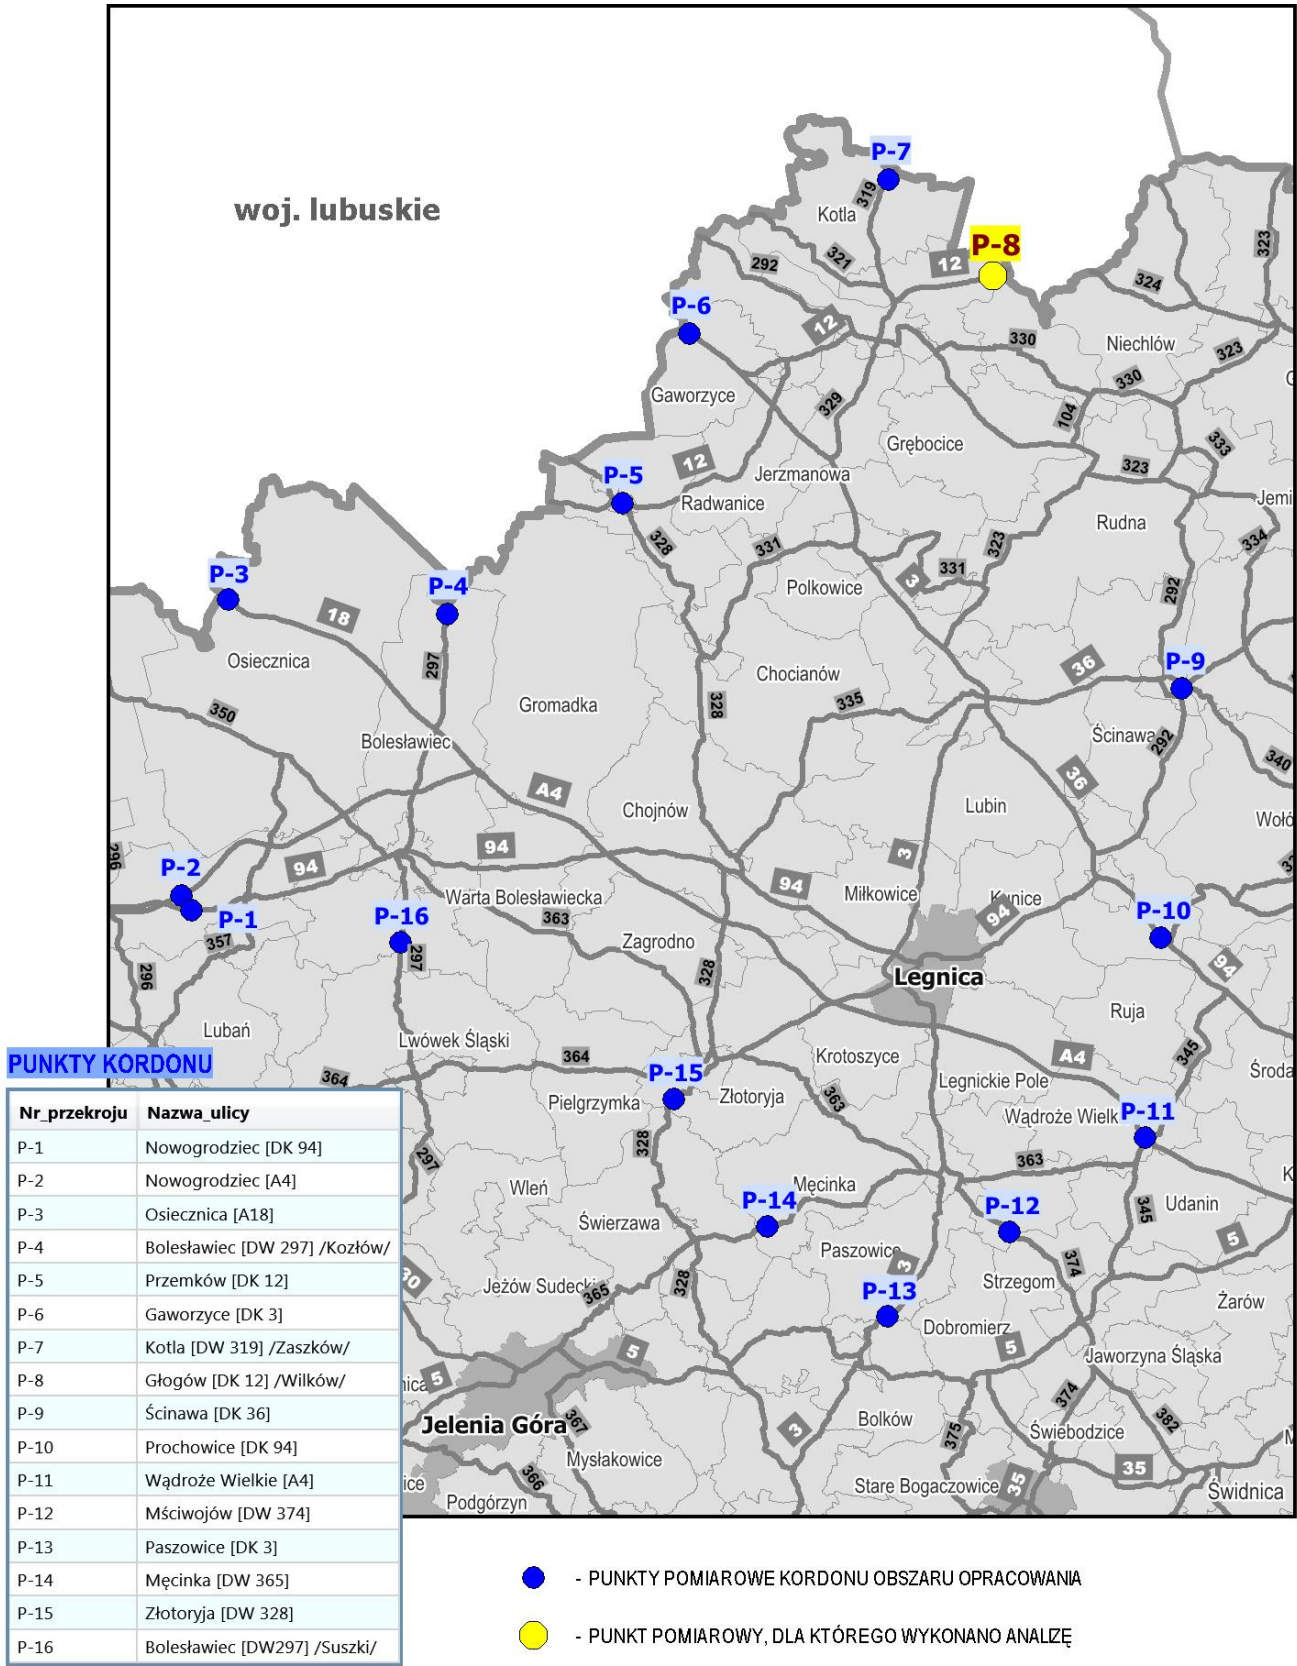 P-7
woj. lubuskie
319
Kotla
323
P-8
321
12
292
324
P-6
12
330
Niechlów
323
330
Gaworzyce
329
104
Grębocice
333
12
Jerzmanowa
323
P-5
Radwanice
Jemi
Rudna
328
331
323
334
P-3
331
3
P-4
Polkowice
292
18
297
Osiecznica
36
P-9
Chocianów
328
335
350
Gromadka
Ścinawa
292
Bolesławiec
340
36
A4
Chojnów
Lubin
Wołó
296
94
3
P-2
94
94
Miłkowice
Kunice
Warta Bolesławiecka
94
P-1
P-16
363
P-10
357
Zagrodno
297
94
296
328
Legnica
Ruja
Lubań
Lwówek Śląski
345
A4
364
Krotoszyce
PUNKTY KORDONU
364
P-15
Legnickie Pole
Środa
Pielgrzymka
Złotoryja
363
Wądroże Wielk
P-11
328
297
363
Wleń
Męcinka
P-14
P-12
Udanin
345
Świerzawa
5
Paszowice
3
374
328
Strzegom
Jeżów Sudecki
365
P-13
Żarów
Dobromierz
5
5
Jaworzyna Śląska
5
374
Jelenia Góra
367
Bolków
382
3
375
Świebodzice
Mysłakowice
35
366
ice
Stare Bogaczowice
35
Świdnica
Podgórzyn
Nr_przekroju Nazwa_ulicy
P-1 Nowogrodziec [DK 94]
P-2 Nowogrodziec [A4]
P-3 Osiecznica [A18]
P-4 Bolesławiec [DW 297] /Kozłów/
P-5 Przemków [DK 12]
P-6 Gaworzyce [DK 3]
P-7 Kotla [DW 319] /Zaszków/
P-8 Głogów [DK 12] /Wilków/
P-9 Ścinawa [DK 36]
P-10 Prochowice [DK 94]
P-11 Wądroże Wielkie [A4]
P-12 Mściwojów [DW 374]
P-13 Paszowice [DK 3]
P-14 Męcinka [DW 365]
P-15 Złotoryja [DW 328]
P-16 Bolesławiec [DW297] /Suszki/
- PUNKTY POMIAROWE KORDONU OBSZARU OPRACOWANIA
- PUNKT POMIAROWY, DLA KTÓREGO WYKONANO ANALIZĘ